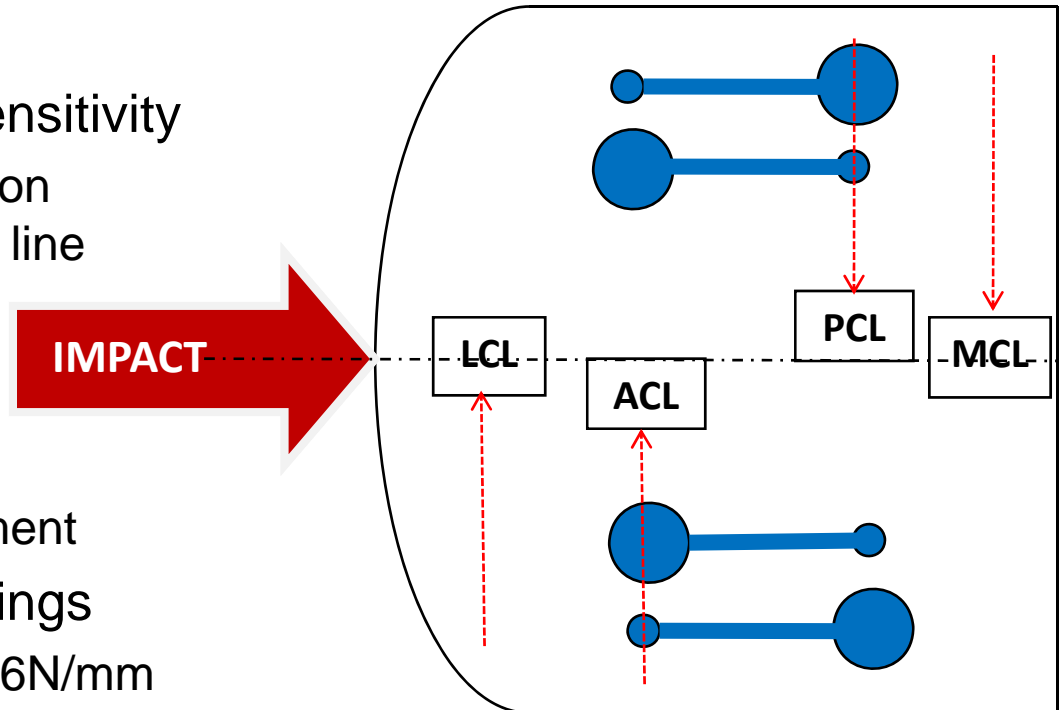 ensitivity
on
line
IMPACT
LCL
PCL
MCL
ACL
nent
ings
6N/mm